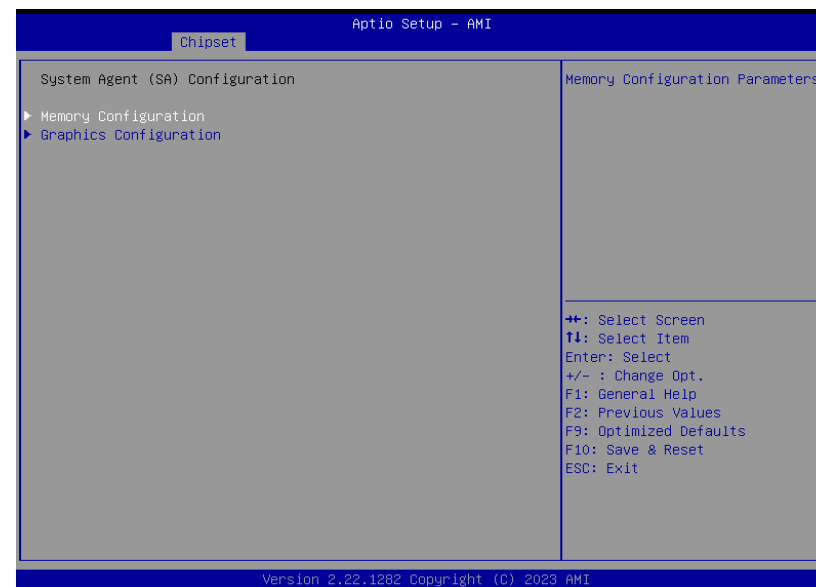 Aptio Setup – AMI
Chipset
System Agent (SA) Configuration
Memory Configuration Parameters
▶ Memory Configuration
▶ Graphics Configuration
→←: Select Screen
↑↓: Select Item
Enter: Select
+/- : Change Opt.
F1: General Help
F2: Previous Values
F9: Optimized Defaults
F10: Save & Reset
ESC: Exit
Version 2.22.1282 Copyright (C) 2023 AMI